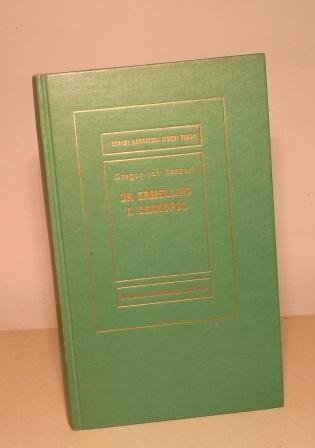 I GRANDI NARRATORI D'OGNI PAESE
Gregor von Rezzori
UN ERMELLINO
A CERNOPOL